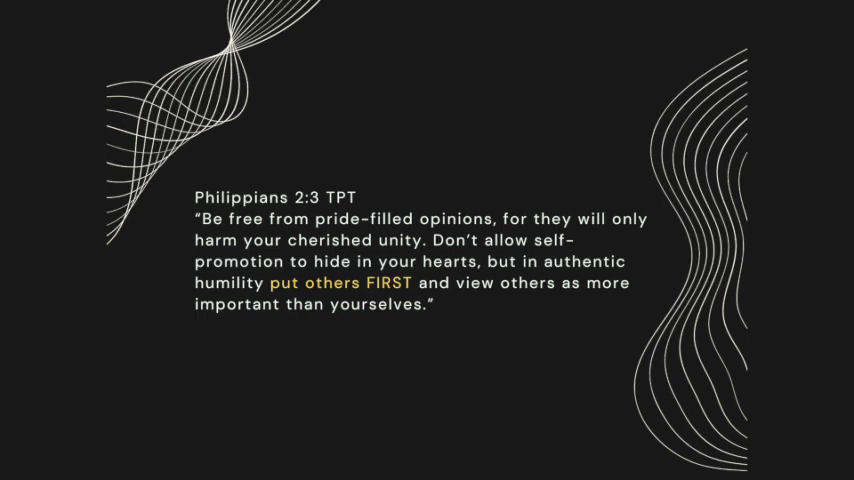 Philippians 2:3 TPT
“Be free from pride-filled opinions, for they will only
harm your cherished unity. Don’t allow self-
promotion to hide in your hearts, but in authentic
humility put others FIRST and view others as more
important than yourselves.”